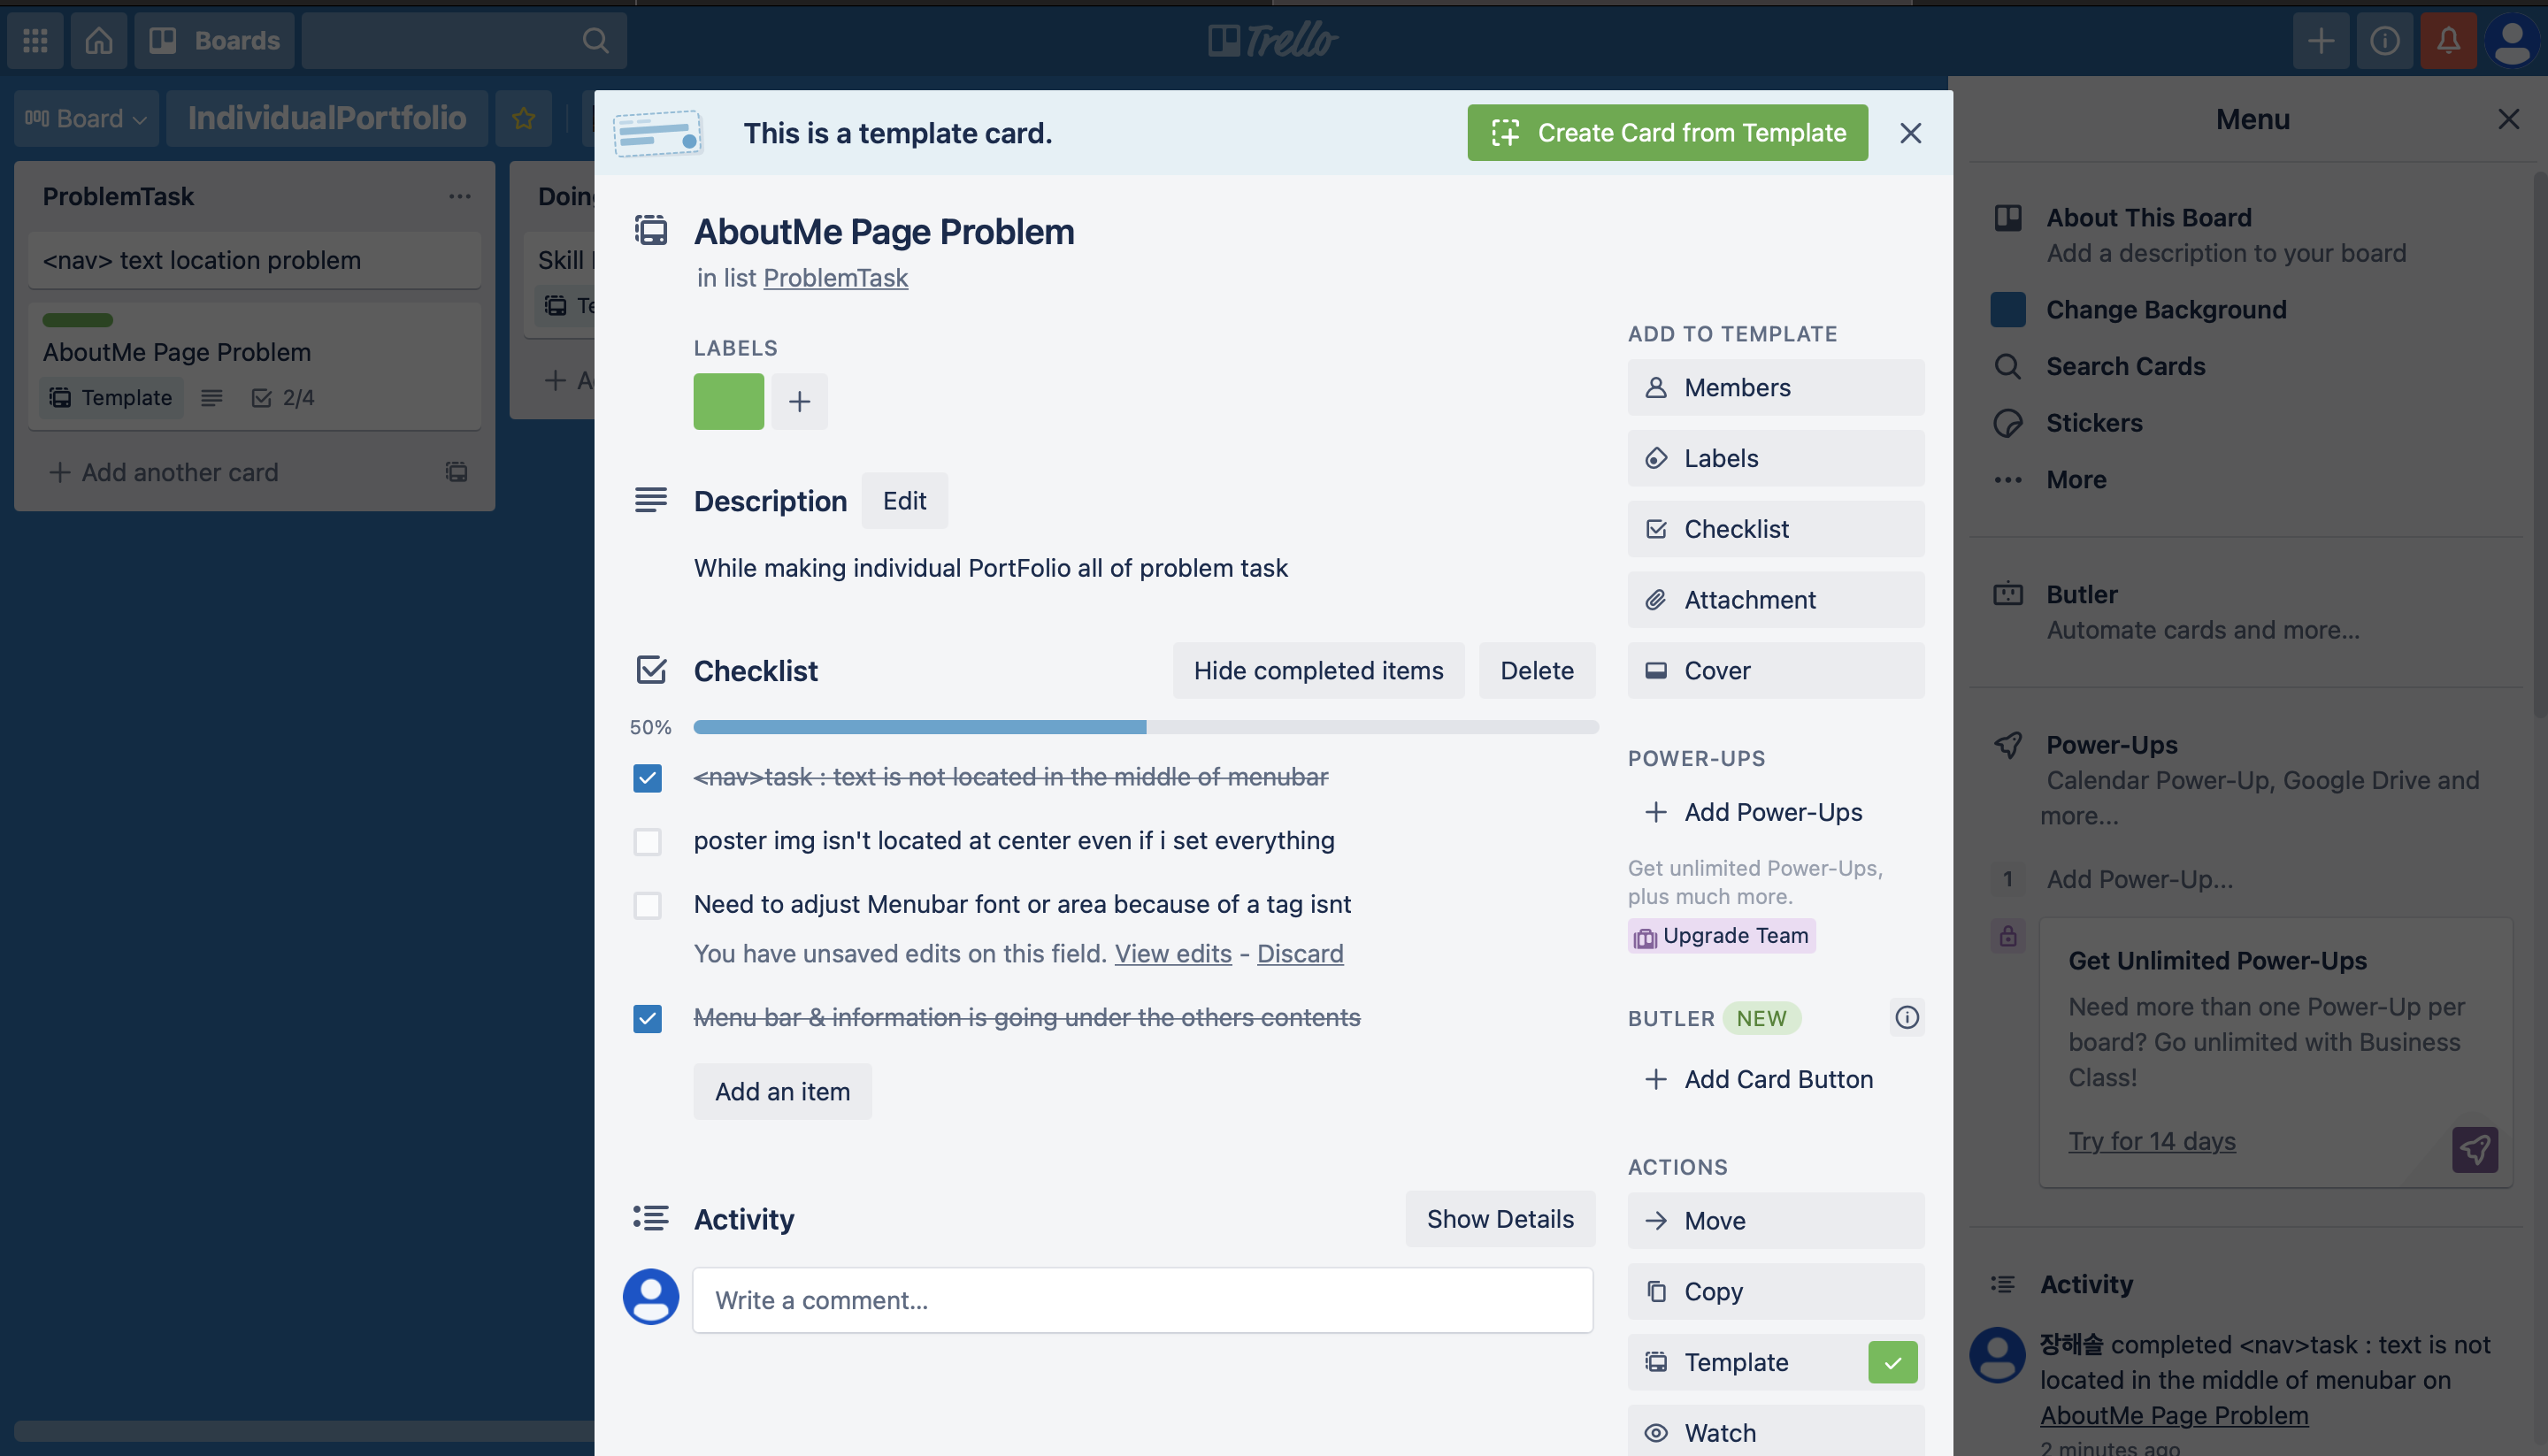 Boards
Trello
Board
IndividualPortfolio
ProblemTask
<nav> text location problem
AboutMe Page Problem
Template
2/4
Add another card
Doing
Skill
This is a template card.
Create Card from Template
AboutMe Page Problem
in list ProblemTask
LABELS
Description
Edit
While making individual PortFolio all of problem task
Checklist
Hide completed items
Delete
50%
<nav>task : text is not located in the middle of menubar
poster img isn't located at center even if i set everything
Need to adjust Menubar font or area because of a tag isnt
You have unsaved edits on this field. View edits - Discard
Menu bar & information is going under the others contents
Add an item
Activity
Show Details
Write a comment...
ADD TO TEMPLATE
Members
Labels
Checklist
Attachment
Cover
POWER-UPS
Add Power-Ups
Get unlimited Power-Ups,
plus much more.
Upgrade Team
BUTLER NEW
Add Card Button
ACTIONS
Move
Copy
Template
Watch
Menu
About This Board
Add a description to your board
Change Background
Search Cards
Stickers
More
Butler
Automate cards and more...
Power-Ups
Calendar Power-Up, Google Drive and
more...
1
Add Power-Up...
Get Unlimited Power-Ups
Need more than one Power-Up per
board? Go unlimited with Business
Class!
Try for 14 days
Activity
장해솔 completed <nav>task : text is not
located in the middle of menubar on
AboutMe Page Problem
2 minutes ago